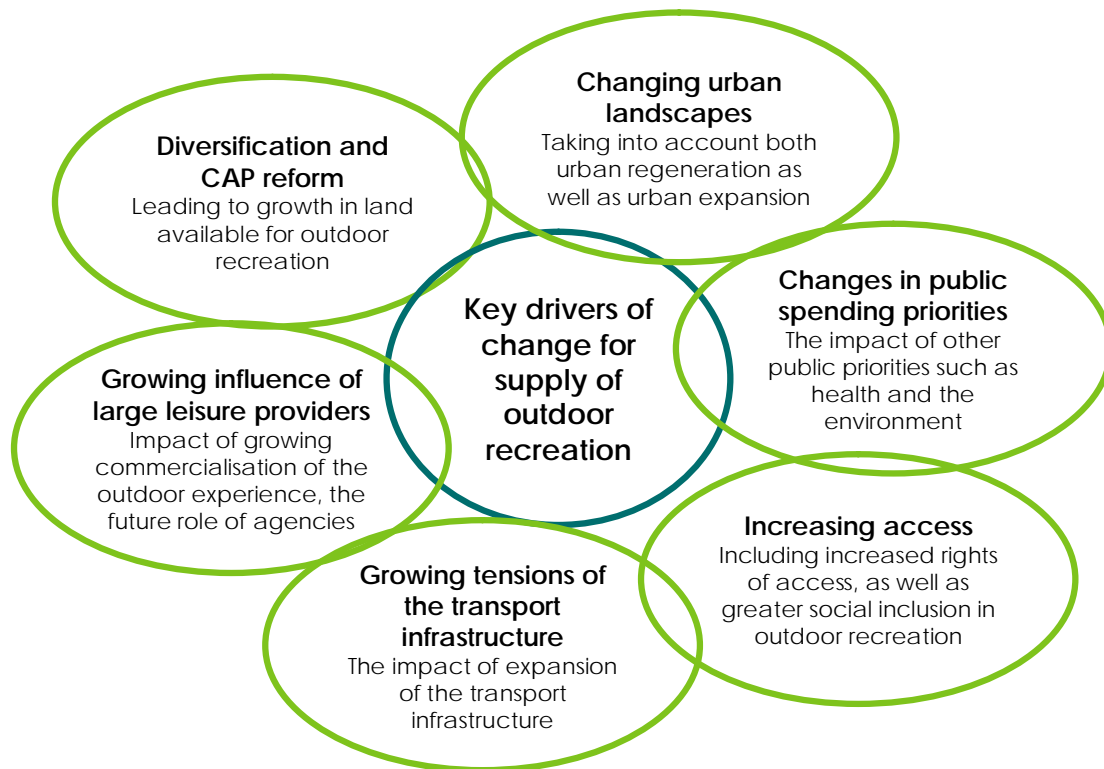 Changing urban
landscapes
Taking into account both
urban regeneration as
well as urban expansion
Diversification and
CAP reform
Leading to growth in land
available for outdoor
recreation
Changes in public
spending priorities
The impact of other
public priorities such as
health and the
environment
Key drivers of
change for
supply of
outdoor
recreation
Growing influence of
large leisure providers
Impact of growing
commercialisation of the
outdoor experience, the
future role of agencies
Increasing access
Including increased rights
of access, as well as
greater social inclusion in
outdoor recreation
Growing tensions of
the transport
infrastructure
The impact of expansion
of the transport
infrastructure